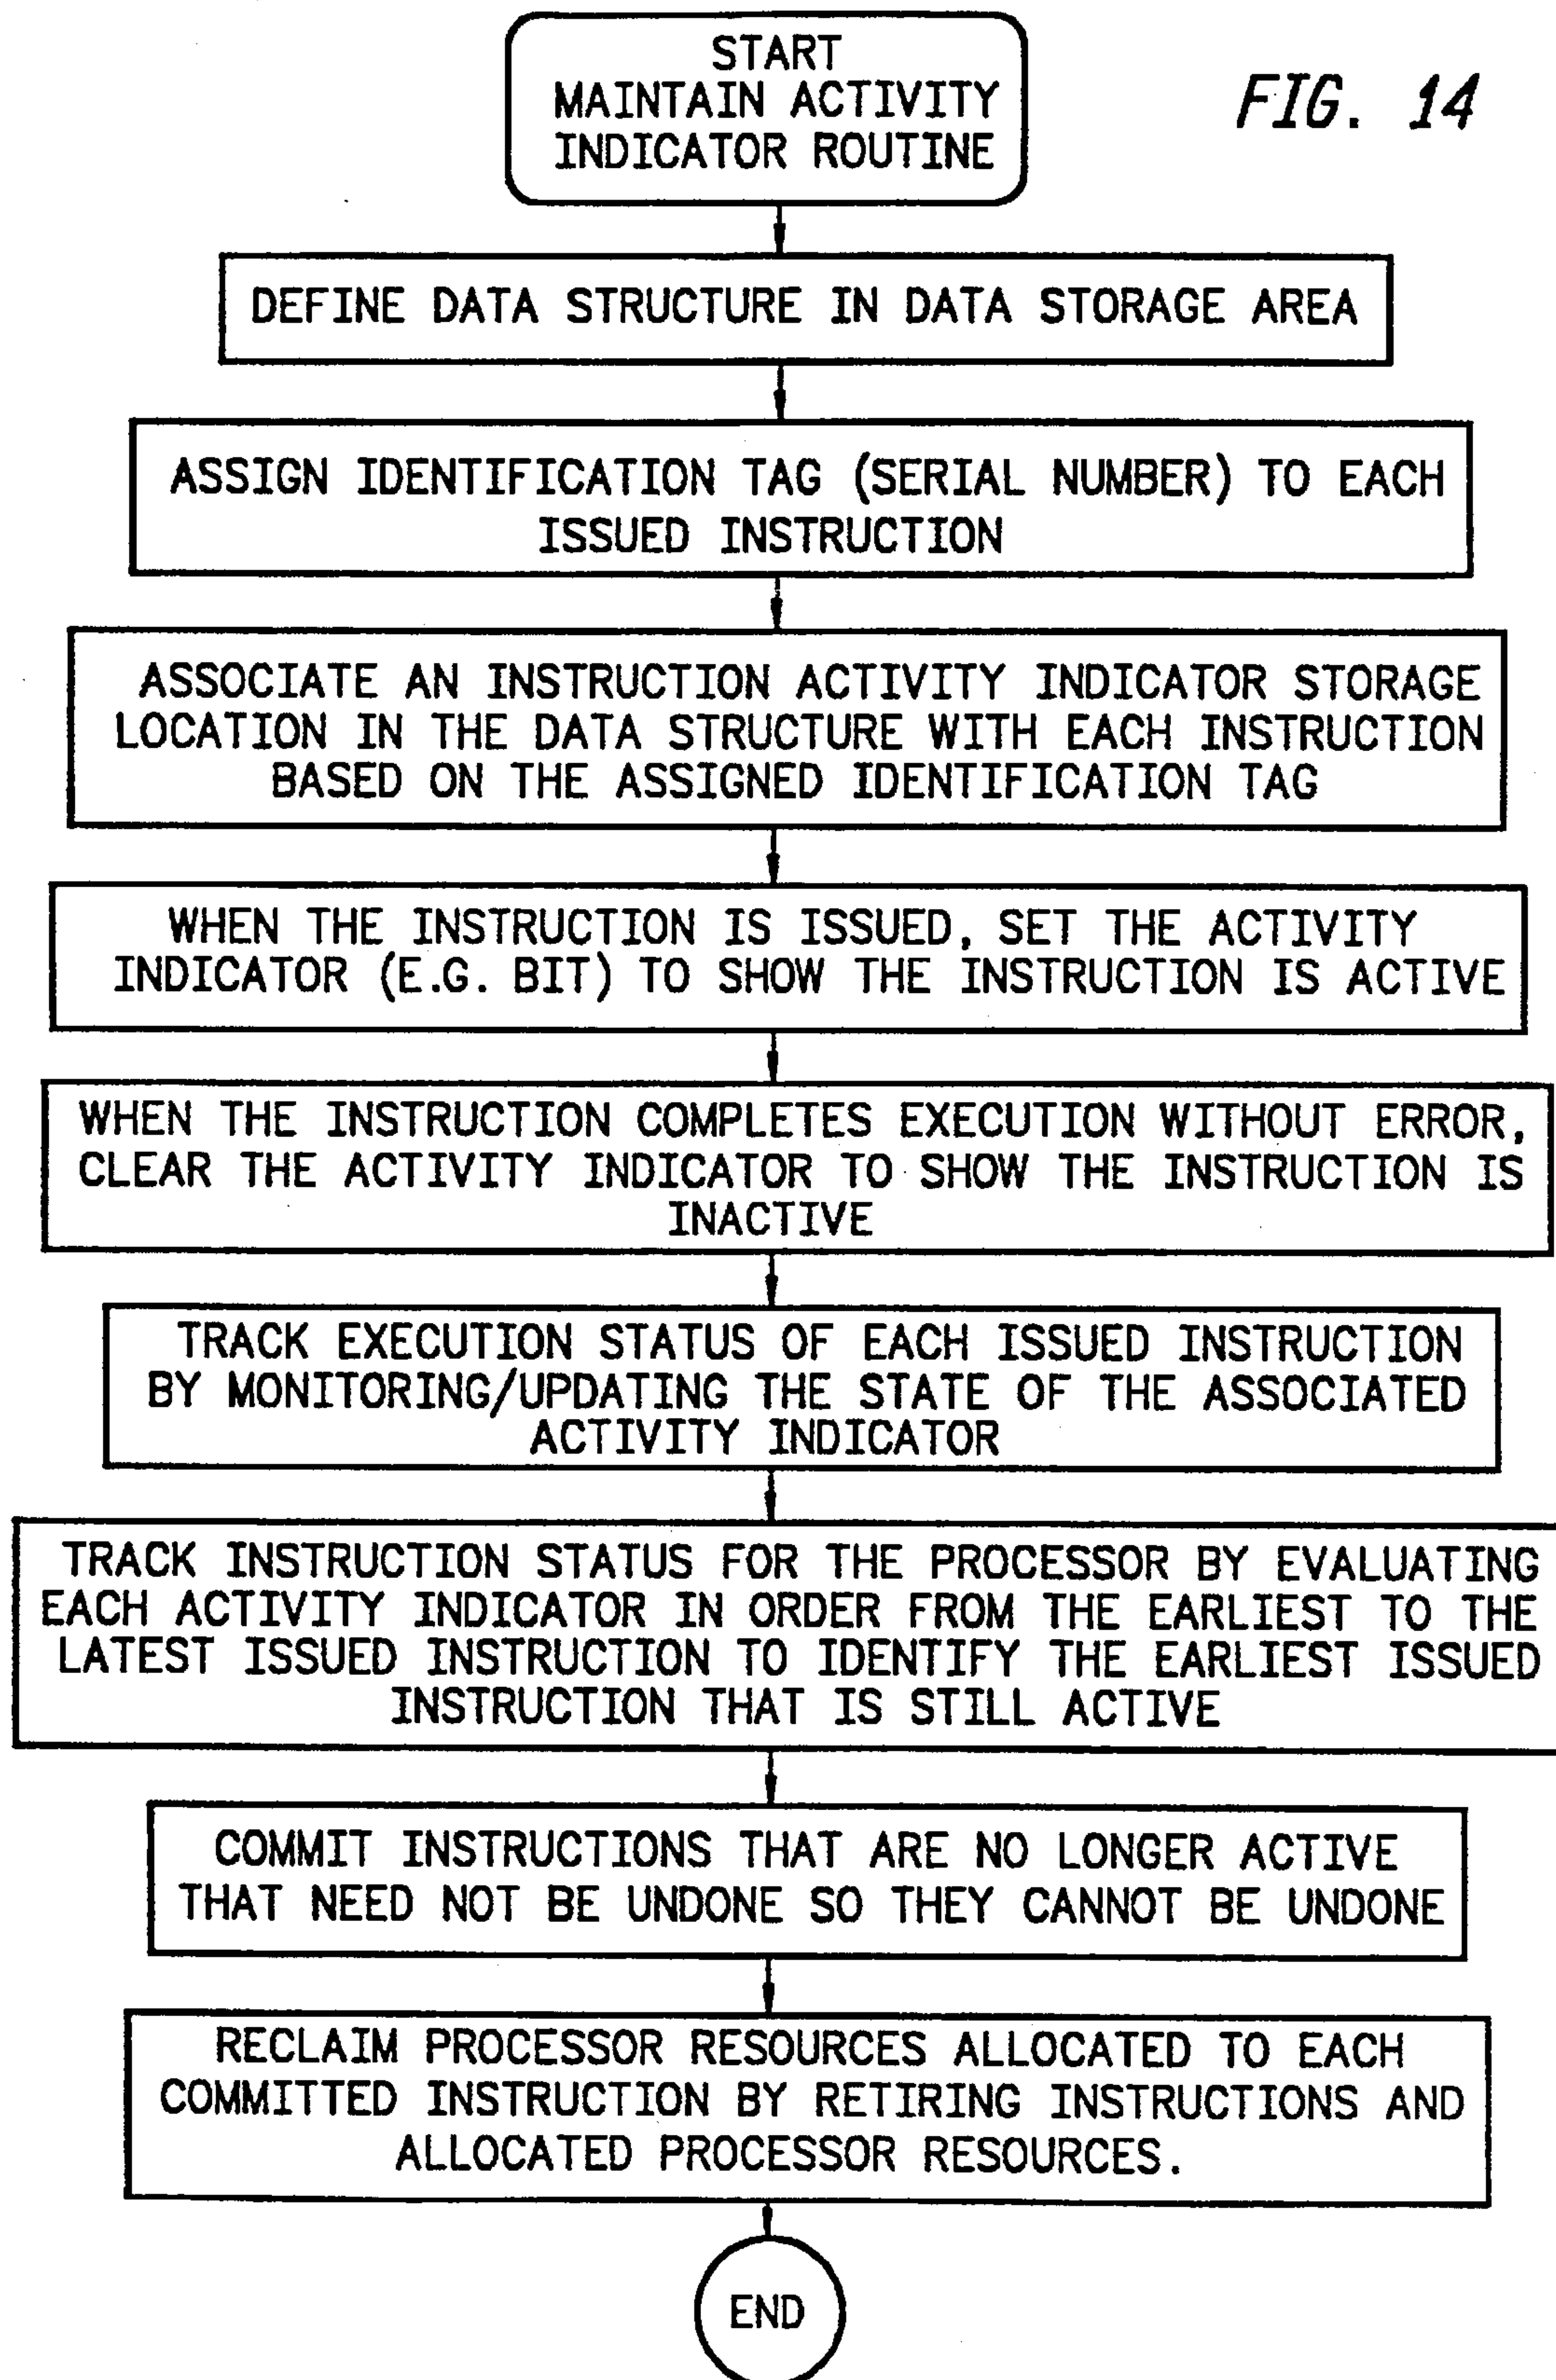 START
MAINTAIN ACTIVITY
INDICATOR ROUTINE
FIG. 14
DEFINE DATA STRUCTURE IN DATA STORAGE AREA
ASSIGN IDENTIFICATION TAG (SERIAL NUMBER) TO EACH
ISSUED INSTRUCTION
ASSOCIATE AN INSTRUCTION ACTIVITY INDICATOR STORAGE
LOCATION IN THE DATA STRUCTURE WITH EACH INSTRUCTION
BASED ON THE ASSIGNED IDENTIFICATION TAG
WHEN THE INSTRUCTION IS ISSUED, SET THE ACTIVITY
INDICATOR (E.G. BIT) TO SHOW THE INSTRUCTION IS ACTIVE
WHEN THE INSTRUCTION COMPLETES EXECUTION WITHOUT ERROR,
CLEAR THE ACTIVITY INDICATOR TO SHOW THE INSTRUCTION IS
INACTIVE
TRACK EXECUTION STATUS OF EACH ISSUED INSTRUCTION
BY MONITORING/UPDATING THE STATE OF THE ASSOCIATED
ACTIVITY INDICATOR
TRACK INSTRUCTION STATUS FOR THE PROCESSOR BY EVALUATING
EACH ACTIVITY INDICATOR IN ORDER FROM THE EARLIEST TO THE
LATEST ISSUED INSTRUCTION TO IDENTIFY THE EARLIEST ISSUED
INSTRUCTION THAT IS STILL ACTIVE
COMMIT INSTRUCTIONS THAT ARE NO LONGER ACTIVE
THAT NEED NOT BE UNDONE SO THEY CANNOT BE UNDONE
RECLAIM PROCESSOR RESOURCES ALLOCATED TO EACH
COMMITTED INSTRUCTION BY RETIRING INSTRUCTIONS AND
ALLOCATED PROCESSOR RESOURCES.
END